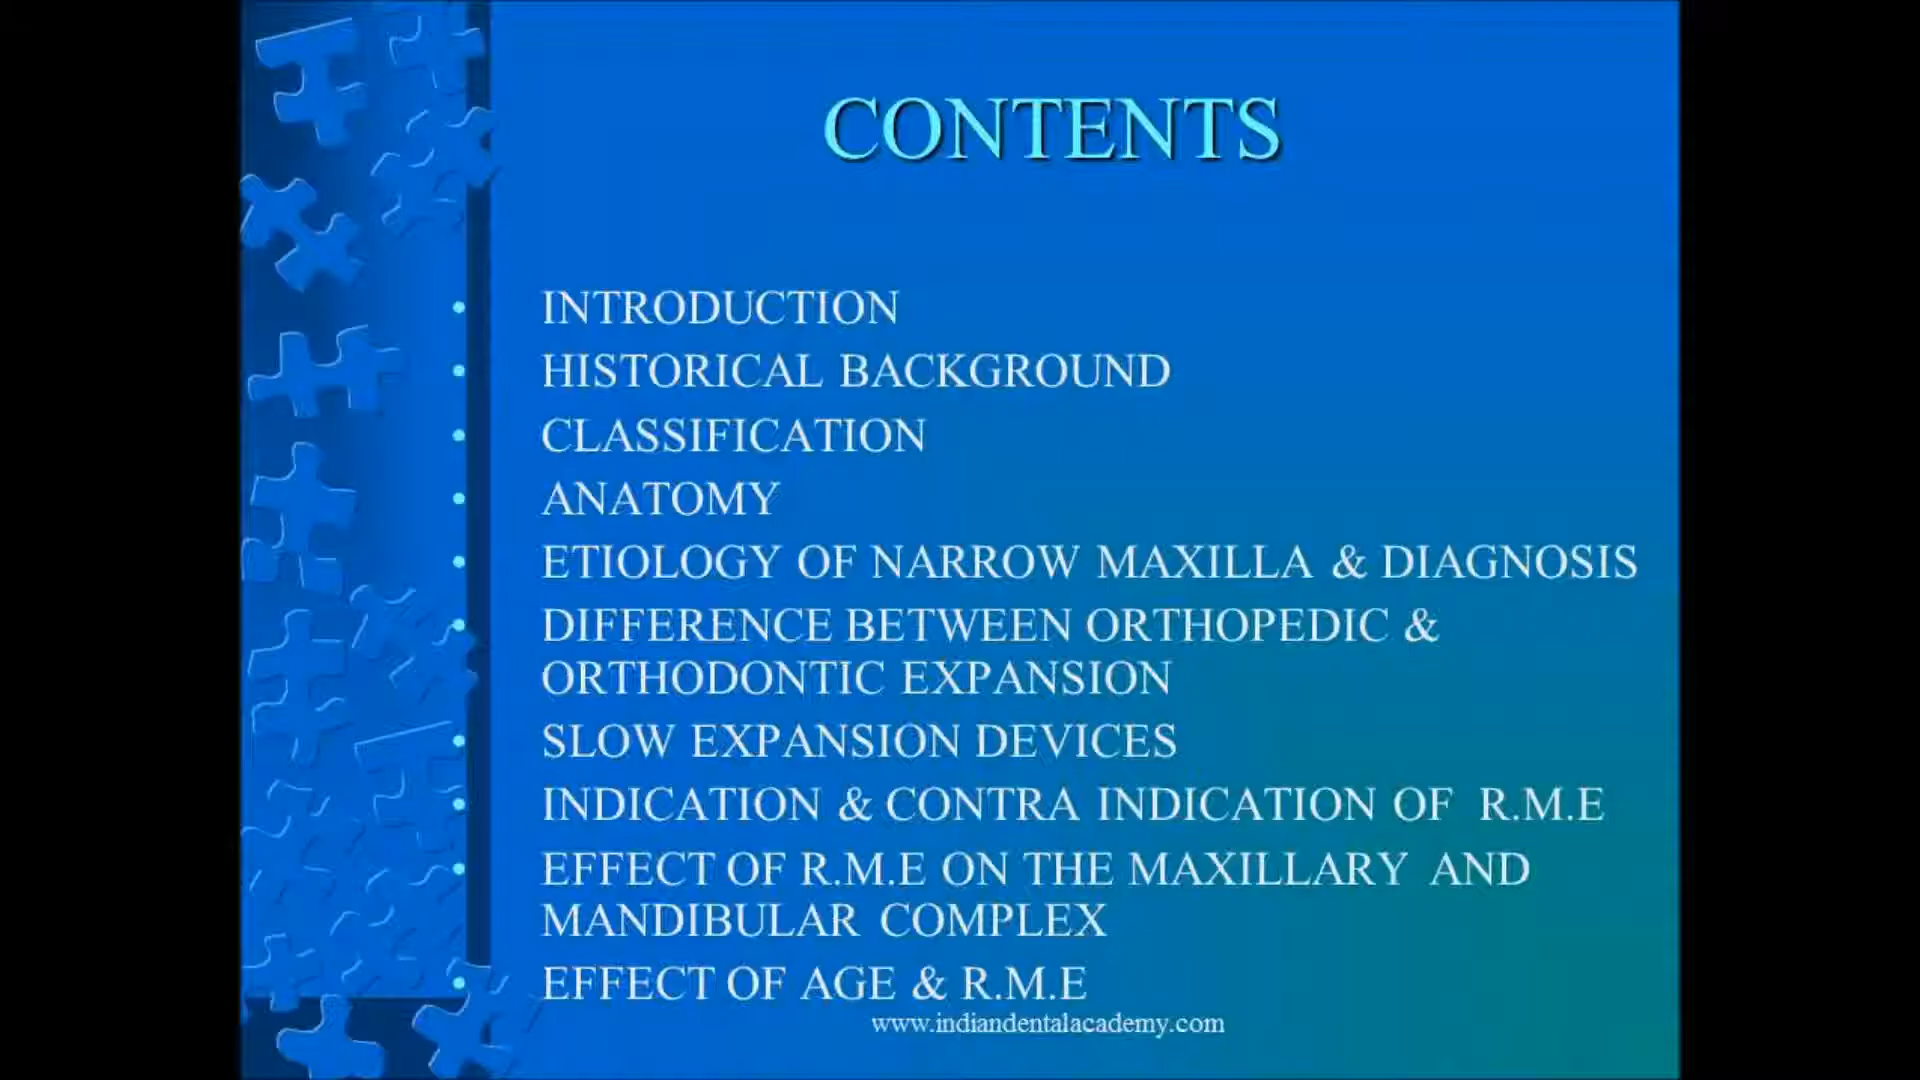 CONTENTS
• INTRODUCTION
• HISTORICAL BACKGROUND
• CLASSIFICATION
• ANATOMY
• ETIOLOGY OF NARROW MAXILLA & DIAGNOSIS
• DIFFERENCE BETWEEN ORTHOPEDIC &
ORTHODONTIC EXPANSION
• SLOW EXPANSION DEVICES
• INDICATION & CONTRA INDICATION OF R.M.E
• EFFECT OF R.M.E ON THE MAXILLARY AND
MANDIBULAR COMPLEX
• EFFECT OF AGE & R.M.E
www.indiandentalacademy.com